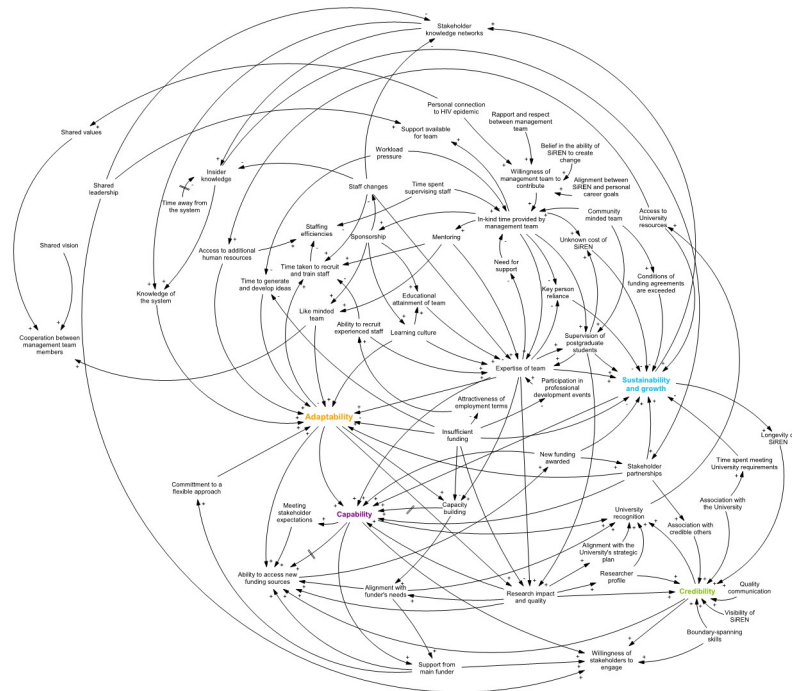 Stakeholder
knowledge networks
Personal connection
to HIV epidemic
Rapport and respect
between management
team
Shared values
Support available
for team
Workload
pressure
Belief in the ability of
SiREN to create
change
Insider
knowledge
Willingness of
management team to
contribute
Alignment between
SiREN and personal
career goals
Shared
leadership
Staff changes
Time spent
supervising staff
Time away from
the system
In-kind time provided by
management team
Community
minded team
Access to
University
resources
Staffing
efficiencies
Sponsorship
Mentoring
Unknown cost of
SiREN
Shared vision
Access to additional
human resources
Need for
support
Time taken to recruit
and train staff
Time to generate
and develop ideas
Key person
reliance
Conditions of
funding agreements
are exceeded
Knowledge of
the system
Educational
attainment of team
Like minded
team
Ability to recruit
experienced staff
Learning culture
Supervision of
postgraduate
students
Cooperation between
management team
members
Expertise of team
Sustainability
and growth
Participation in
professional
development events
Attractiveness of
employment terms
Adaptability
Insufficient
funding
Longevity o
SiREN
New funding
awarded
Stakeholder
partnerships
Time spent meeting
University requirements
Commitment to a
flexible approach
Meeting
stakeholder
expectations
Capability
Capacity
building
University
recognition
Association with
the University
Association with
credible others
Alignment with the
University's strategic
plan
Ability to access new
funding sources
Alignment with
funder's needs
Researcher
profile
Research impact
and quality
Credibility
Quality
communication
Visibility of
SiREN
Boundary-spanning
skills
Support from
main funder
Willingness of
stakeholders to
engage